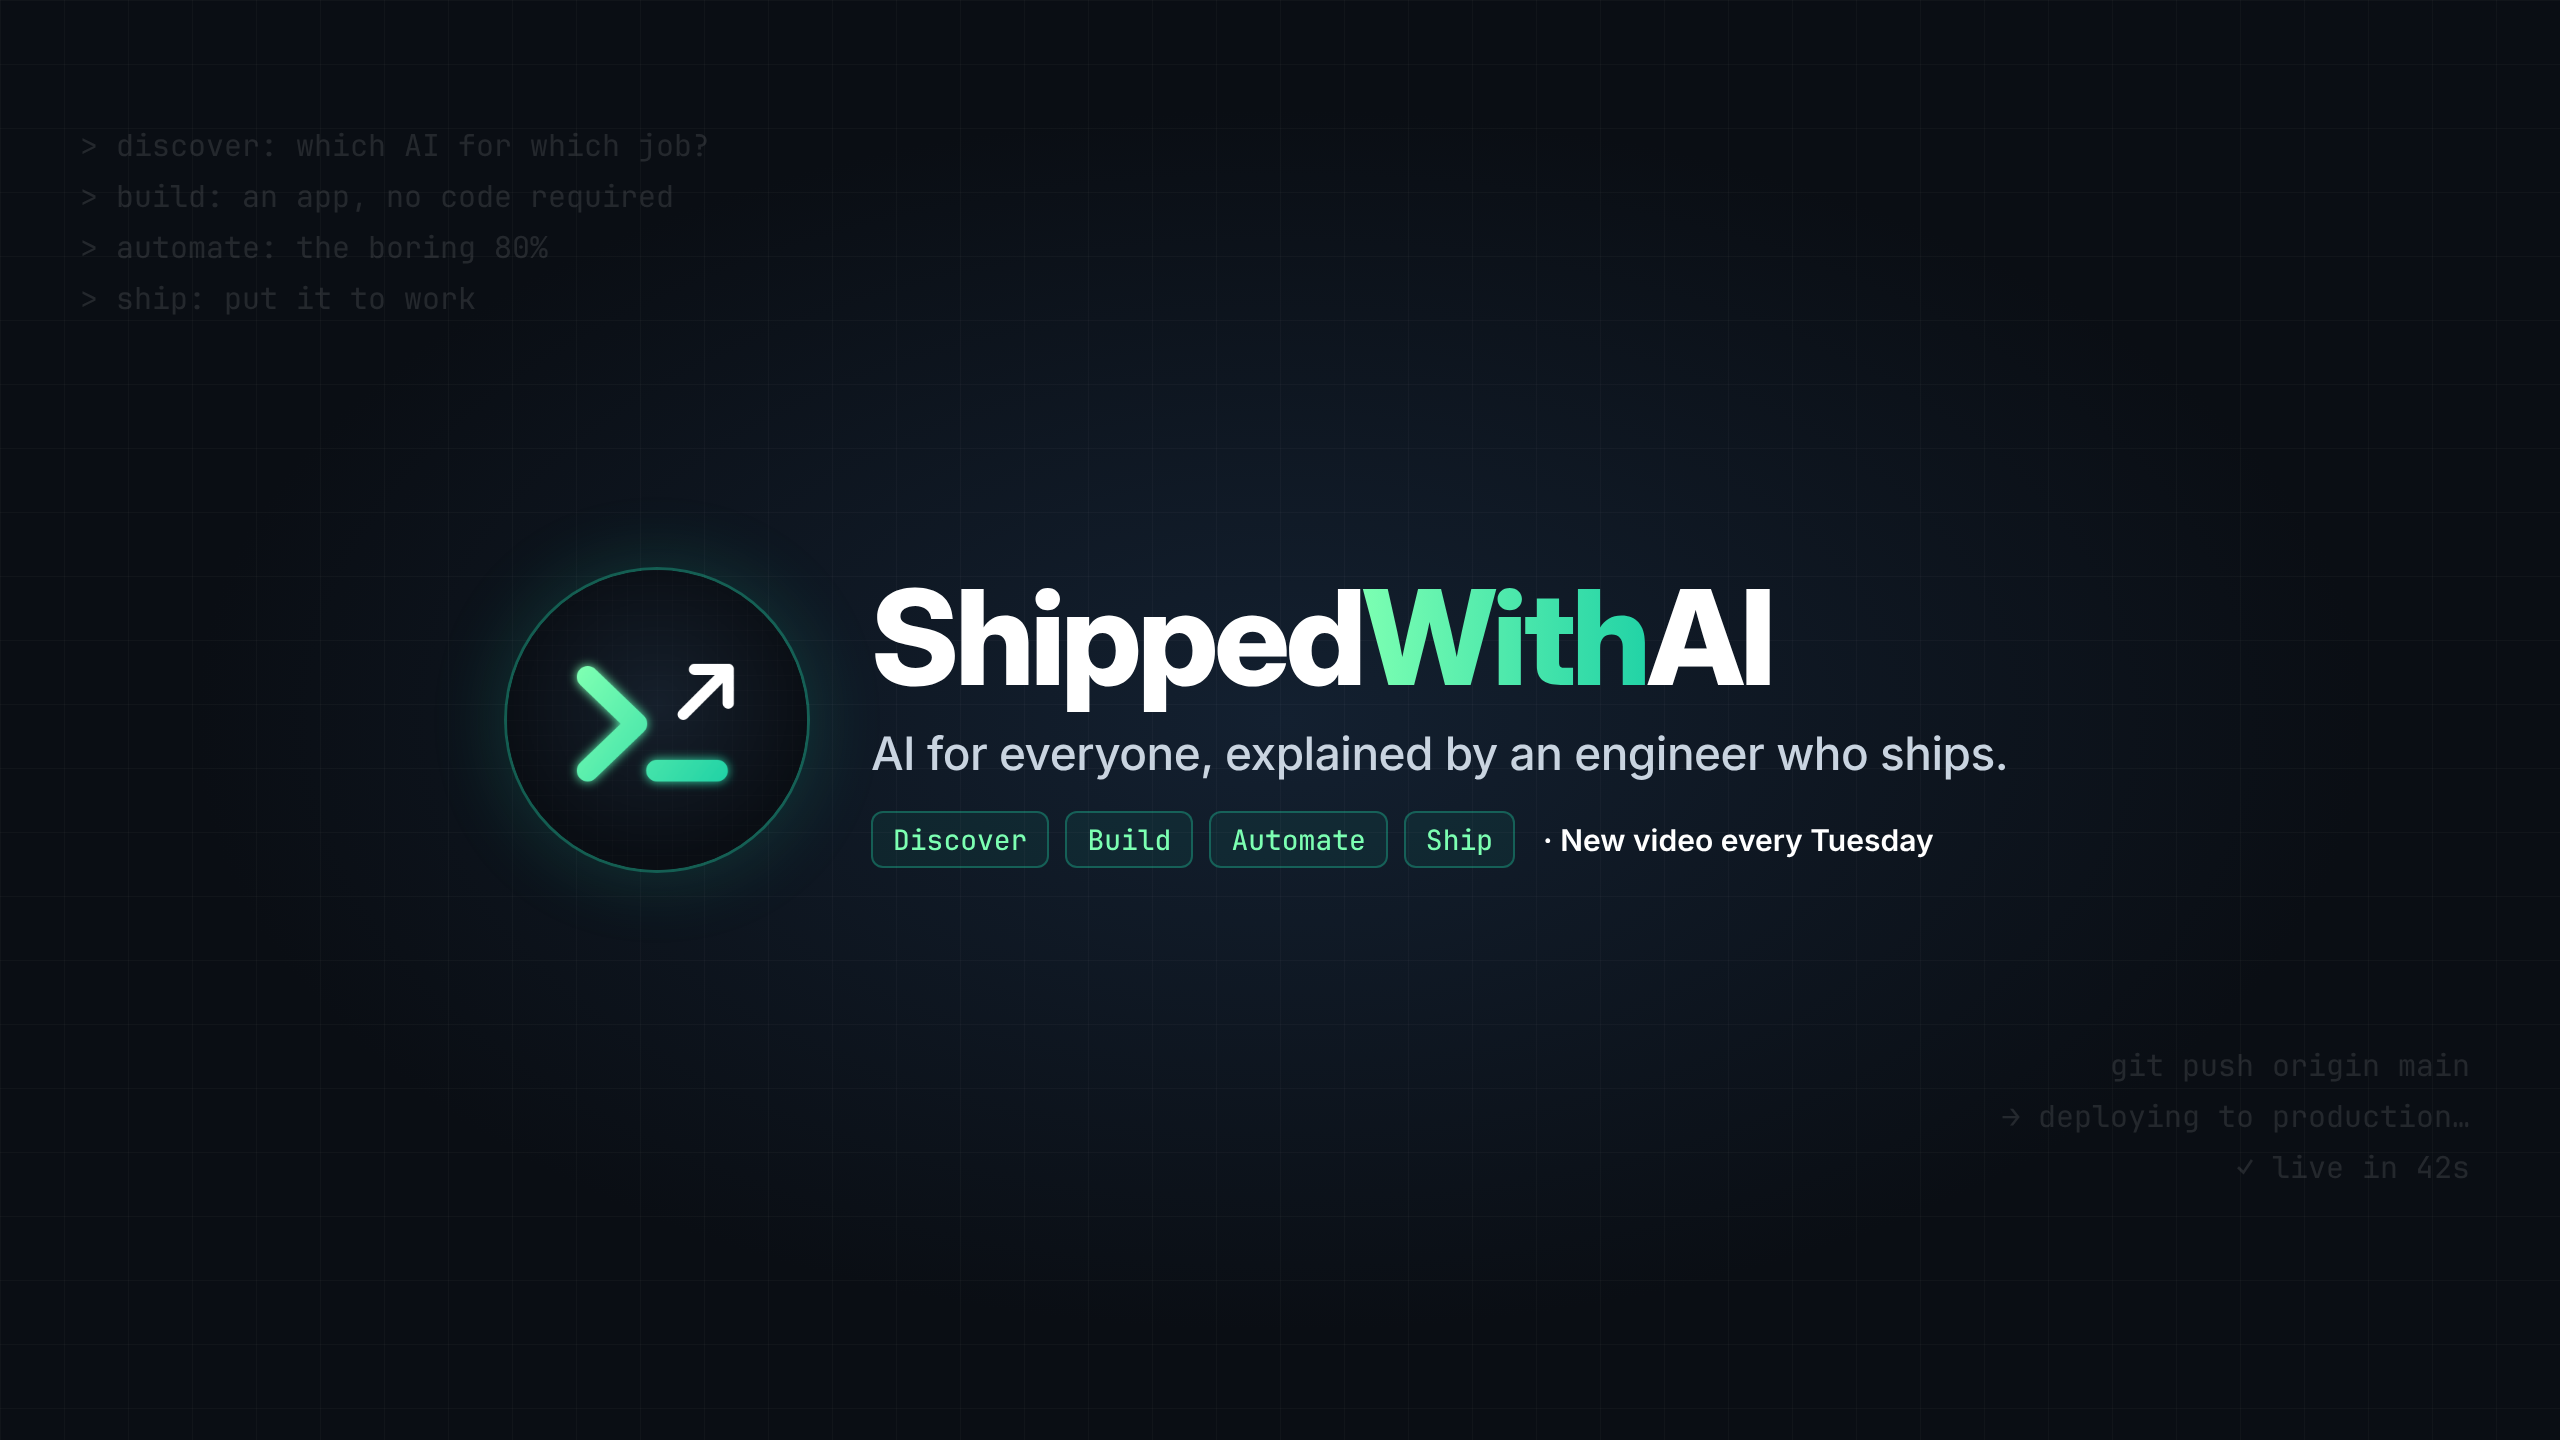 > discover: which AI for which job?
> build: an app, no code required
> automate: the boring 80%
> ship: put it to work
ShippedWithAI
AI for everyone, explained by an engineer who ships.
Discover Build Automate Ship · New video every Tuesday
git push origin main
→ deploying to production…
✓ live in 42s